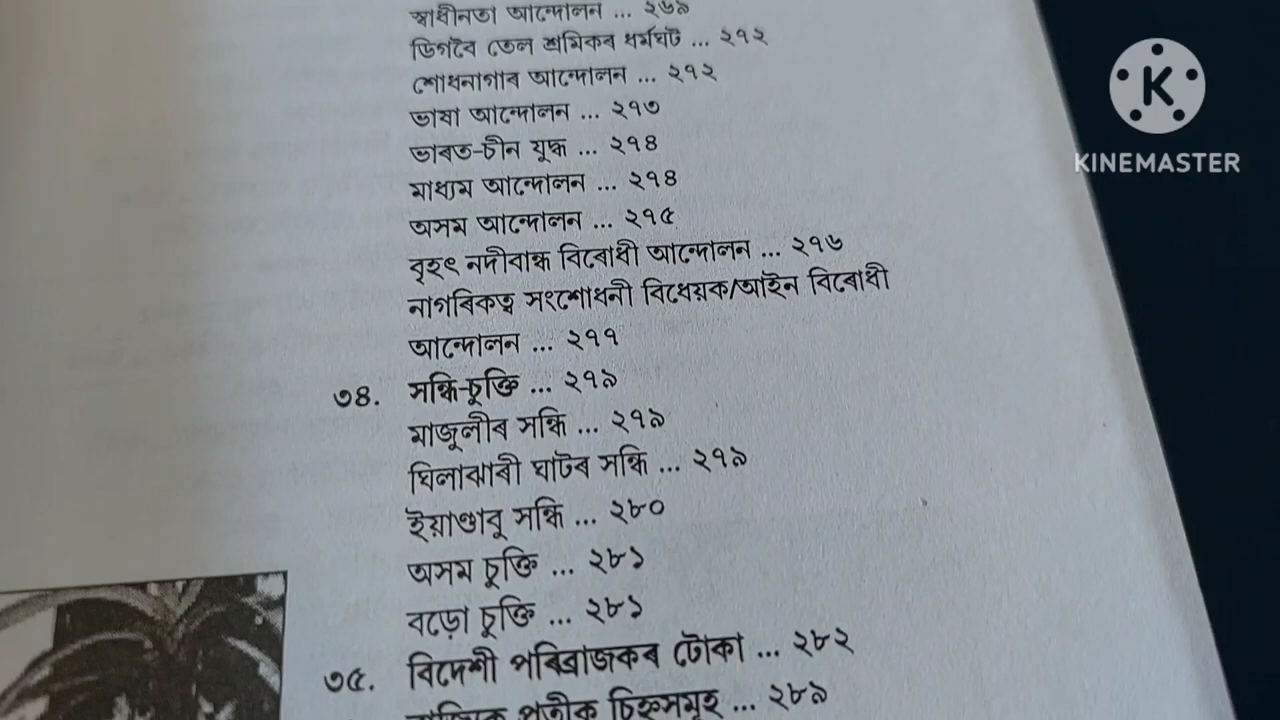 স্বাধীনতা আন্দোলন ... ২৬৯
ডিগবৈ তেল শ্ৰমিকৰ ধৰ্মঘট ... ২৭২
শোধনাগাৰ আন্দোলন ... ২৭২
ভাষা আন্দোলন ... ২৭৩
ভাৰত-চীন যুদ্ধ ... ২৭৪
মাধ্যম আন্দোলন ... ২৭৪
অসম আন্দোলন ... ২৭৫
বৃহৎ নদীবান্ধ বিৰোধী আন্দোলন ... ২৭৬
নাগৰিকত্ব সংশোধনী বিধেয়ক/আইন বিৰোধী
আন্দোলন ... ২৭৭
৩৪. সন্ধি-চুক্তি ... ২৭৯
মাজুলীৰ সন্ধি ... ২৭৯
ঘিলাঝাৰী ঘাটৰ সন্ধি ... ২৭৯
ইয়াণ্ডাবু সন্ধি ... ২৮০
অসম চুক্তি ... ২৮১
বড়ো চুক্তি ... ২৮১
৩৫. বিদেশী পৰিব্ৰাজকৰ টোকা ... ২৮২
প্ৰতীক চিহ্নসমূহ ... ২৮৯
KINEMASTER